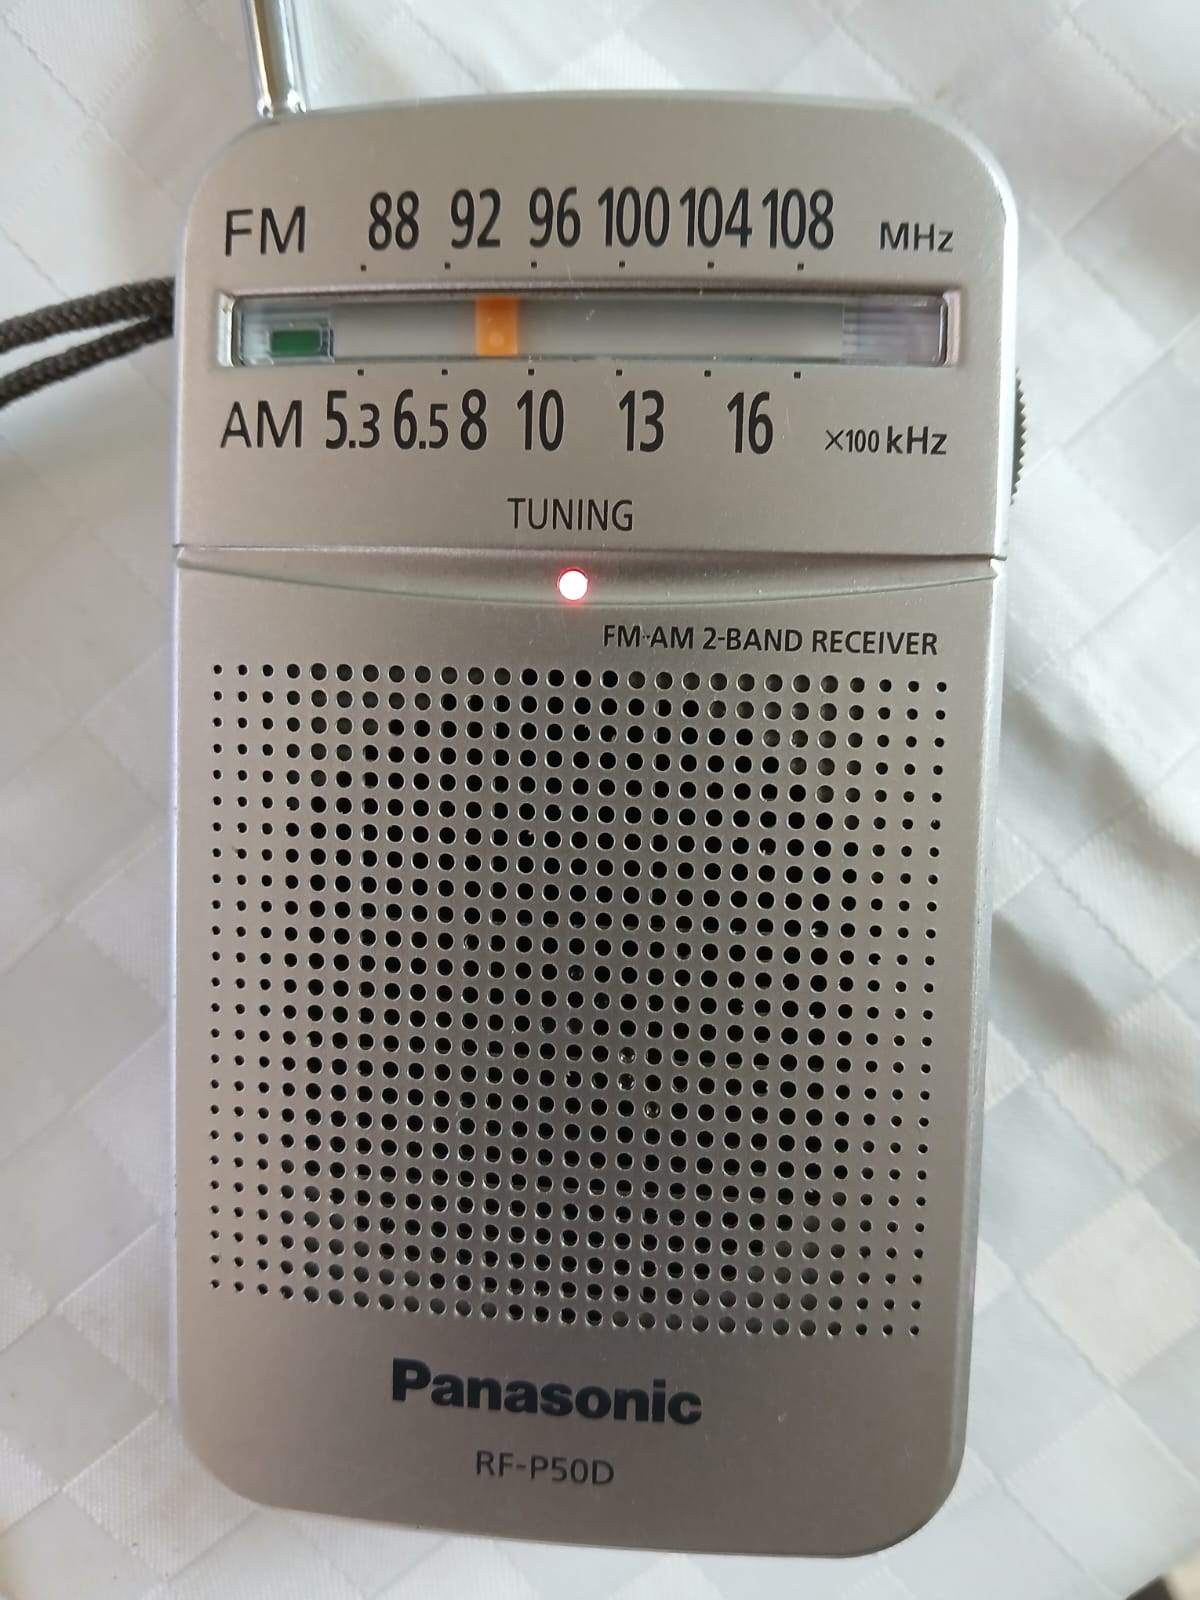 FM 88 92 96 100 104 108 MHz
AM 5.3 6.5 8 10 13 16 ×100 kHz
TUNING
FM·AM 2-BAND RECEIVER
Panasonic
RF-P50D